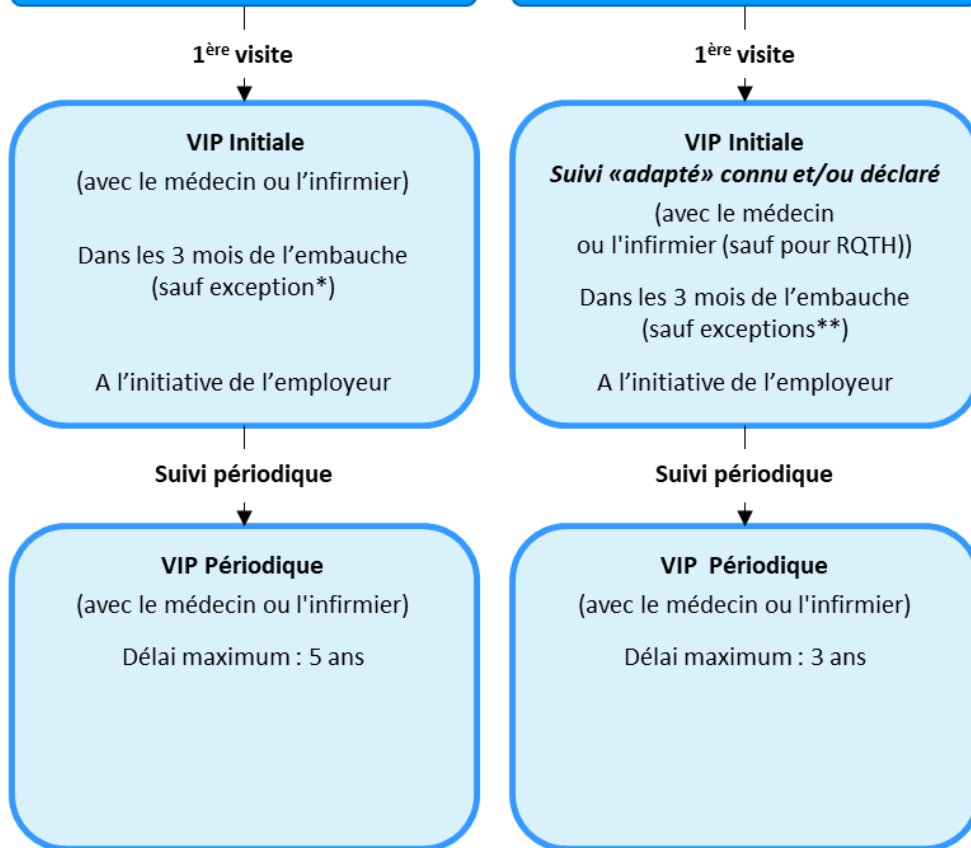 1ère visite
VIP Initiale
(avec le médecin ou l’infirmier)
Dans les 3 mois de l’embauche
(sauf exception*)
A l’initiative de l’employeur
Suivi périodique
VIP Périodique
(avec le médecin ou l'infirmier)
Délai maximum : 5 ans
1ère visite
VIP Initiale
Suivi «adapté» connu et/ou déclaré
(avec le médecin
ou l'infirmier (sauf pour RQTH))
Dans les 3 mois de l’embauche
(sauf exceptions**)
A l’initiative de l’employeur
Suivi périodique
VIP Périodique
(avec le médecin ou l'infirmier)
Délai maximum : 3 ans